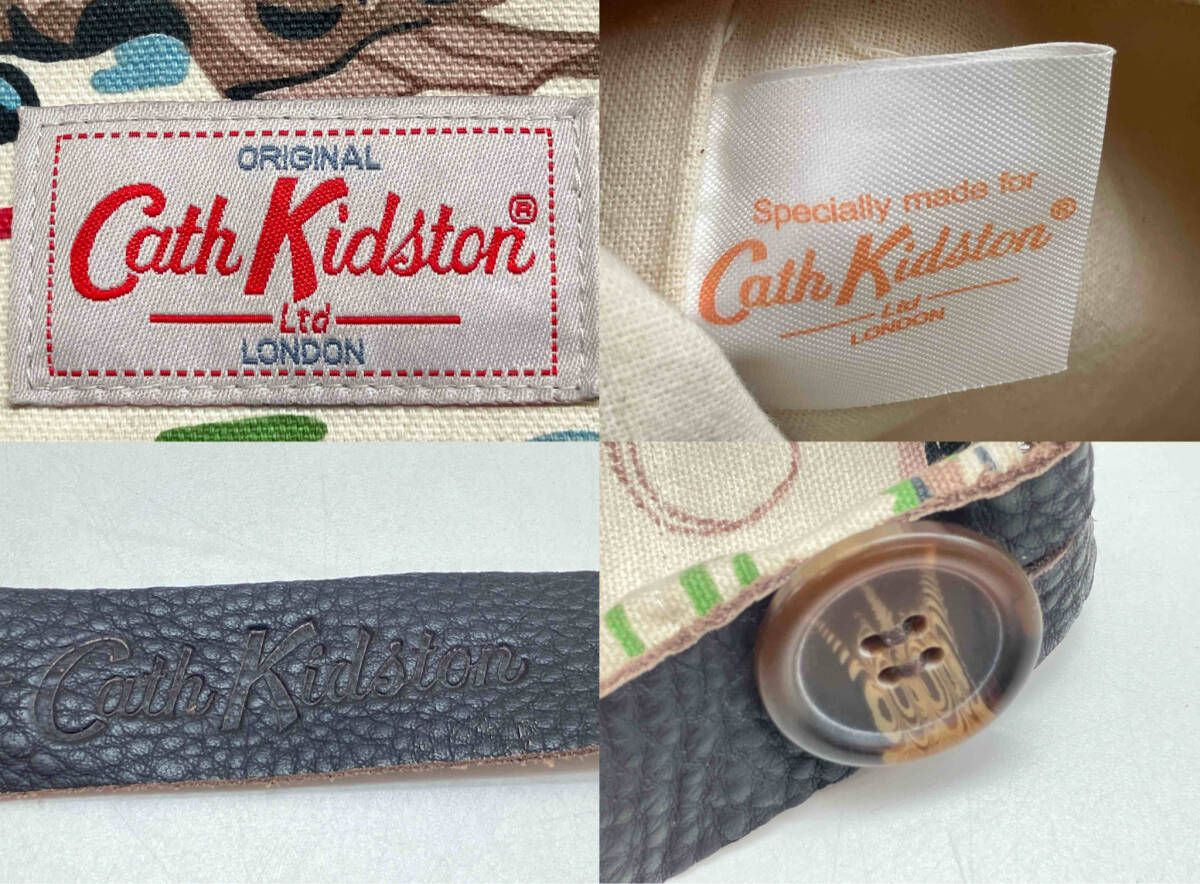 ORIGINAL
Cath Kidston®
Ltd
LONDON
Specially made for
Cath Kidston®
Ltd
LONDON
Cath Kidston